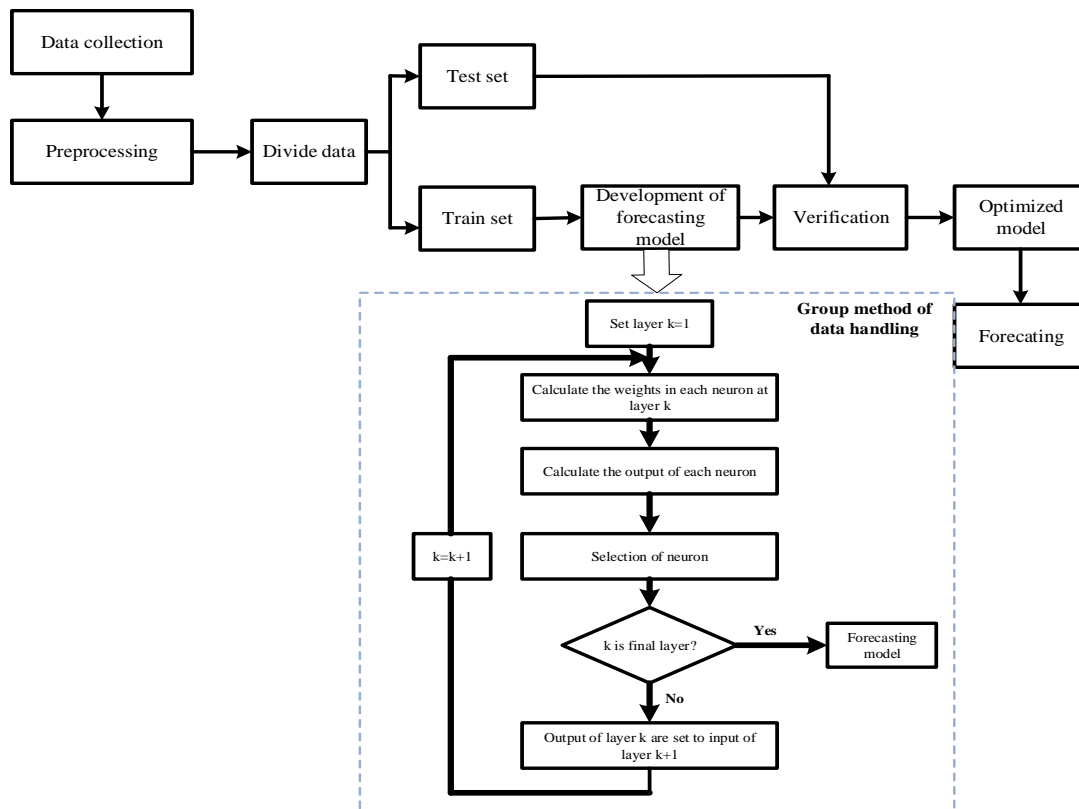 Data collection
Preprocessing
Divide data
Test set
Train set
Development of
forecasting
model
Verification
Optimized
model
Forecating
Group method of
data handling
Set layer k=1
Calculate the weights in each neuron at
layer k
Calculate the output of each neuron
Selection of neuron
k=k+1
k is final layer?
Yes
Forecasting
model
No
Output of layer k are set to input of
layer k+1